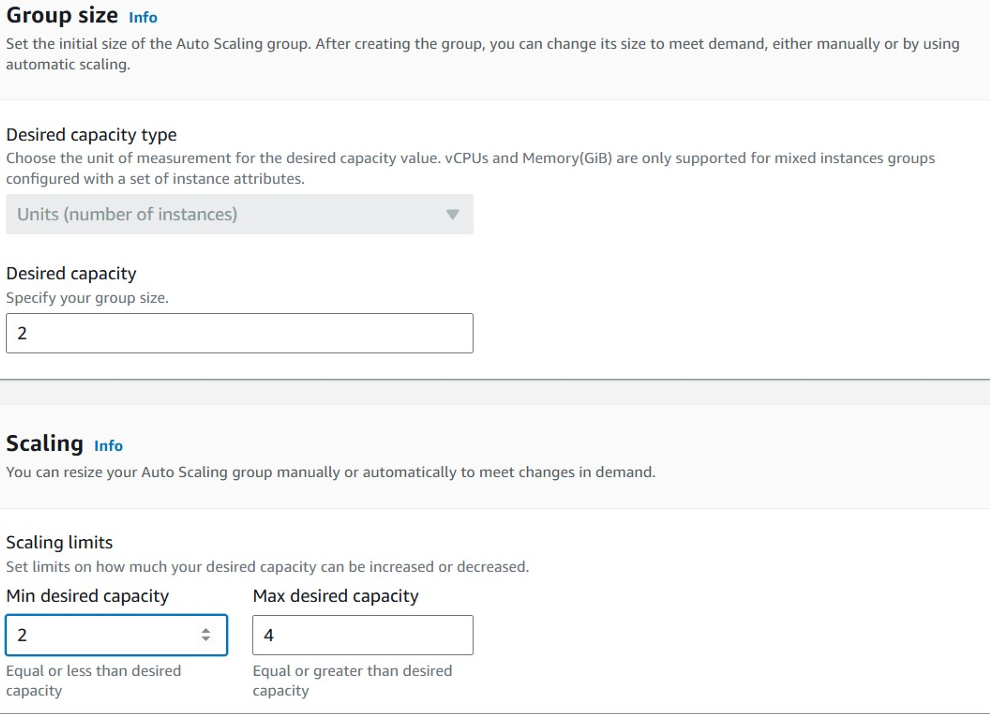 Group size Info
Set the initial size of the Auto Scaling group. After creating the group, you can change its size to meet demand, either manually or by using
automatic scaling.
Desired capacity type
Choose the unit of measurement for the desired capacity value. vCPUs and Memory(GiB) are only supported for mixed instances groups
configured with a set of instance attributes.
Units (number of instances)
Desired capacity
Specify your group size.
2
Scaling Info
You can resize your Auto Scaling group manually or automatically to meet changes in demand.
Scaling limits
Set limits on how much your desired capacity can be increased or decreased.
Min desired capacity
2
Equal or less than desired
capacity
Max desired capacity
4
Equal or greater than desired
capacity